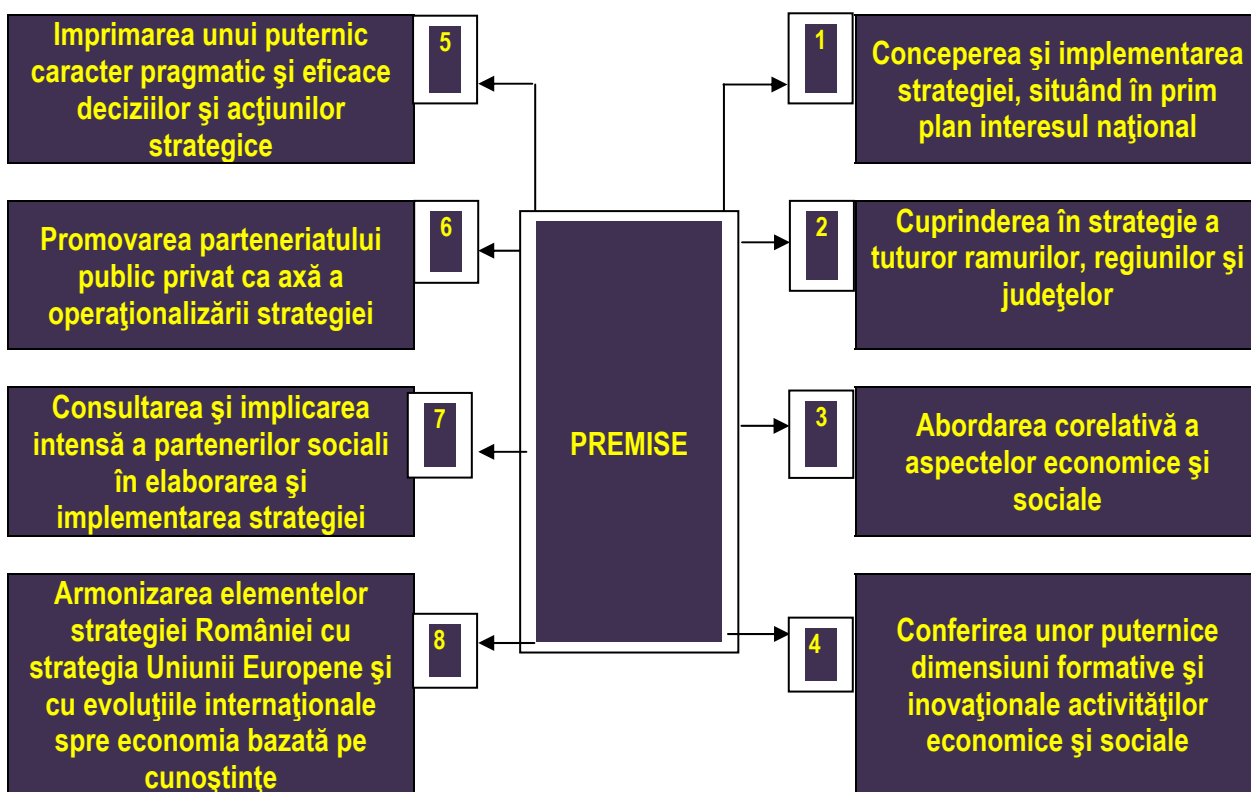 Imprimarea unui puternic
caracter pragmatic şi eficace
deciziilor şi acţiunilor
strategice
5
1
Conceperea şi implementarea
strategiei, situând în prim
plan interesul naţional
Promovarea parteneriatului
public privat ca axă a
operaţionalizării strategiei
6
2
Cuprinderea în strategie a
tuturor ramurilor, regiunilor şi
judeţelor
Consultarea şi implicarea
intensă a partenerilor sociali
în elaborarea şi
implementarea strategiei
7
PREMISE
3
Abordarea corelativă a
aspectelor economice şi
sociale
Armonizarea elementelor
strategiei României cu
strategia Uniunii Europene şi
cu evoluţiile internaţionale
spre economia bazată pe
cunoştinţe
8
4
Conferirea unor puternice
dimensiuni formative şi
inovaţionale activităţilor
economice şi sociale